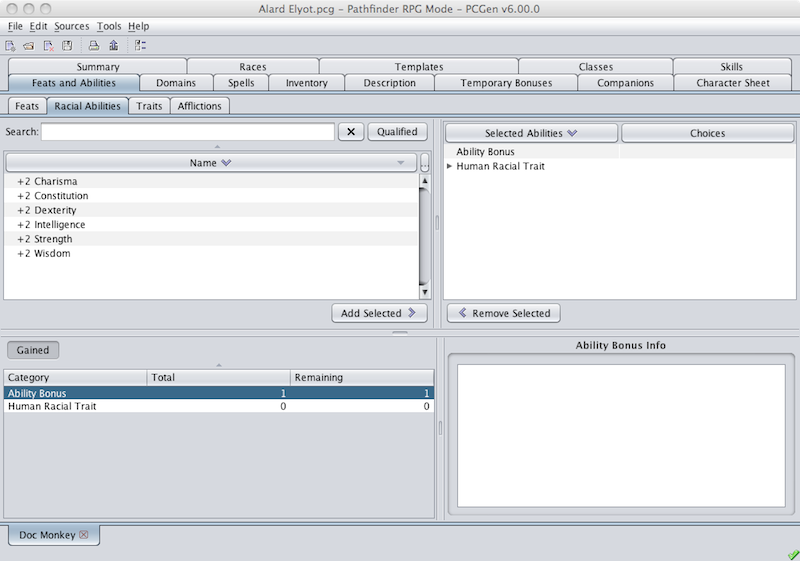 Alard Elyot.pcg - Pathfinder RPG Mode - PCGen v6.00.0
File Edit Sources Tools Help
Summary Races Templates Classes Skills
Feats and Abilities Domains Spells Inventory Description Temporary Bonuses Companions Character Sheet
Feats Racial Abilities Traits Afflictions
Search: Qualified
Name ...
+2 Charisma
+2 Constitution
+2 Dexterity
+2 Intelligence
+2 Strength
+2 Wisdom
Add Selected
Selected Abilities Choices
Ability Bonus
Human Racial Trait
Remove Selected
Gained
Category Total Remaining
Ability Bonus 1 1
Human Racial Trait 0 0
Ability Bonus Info
Doc Monkey